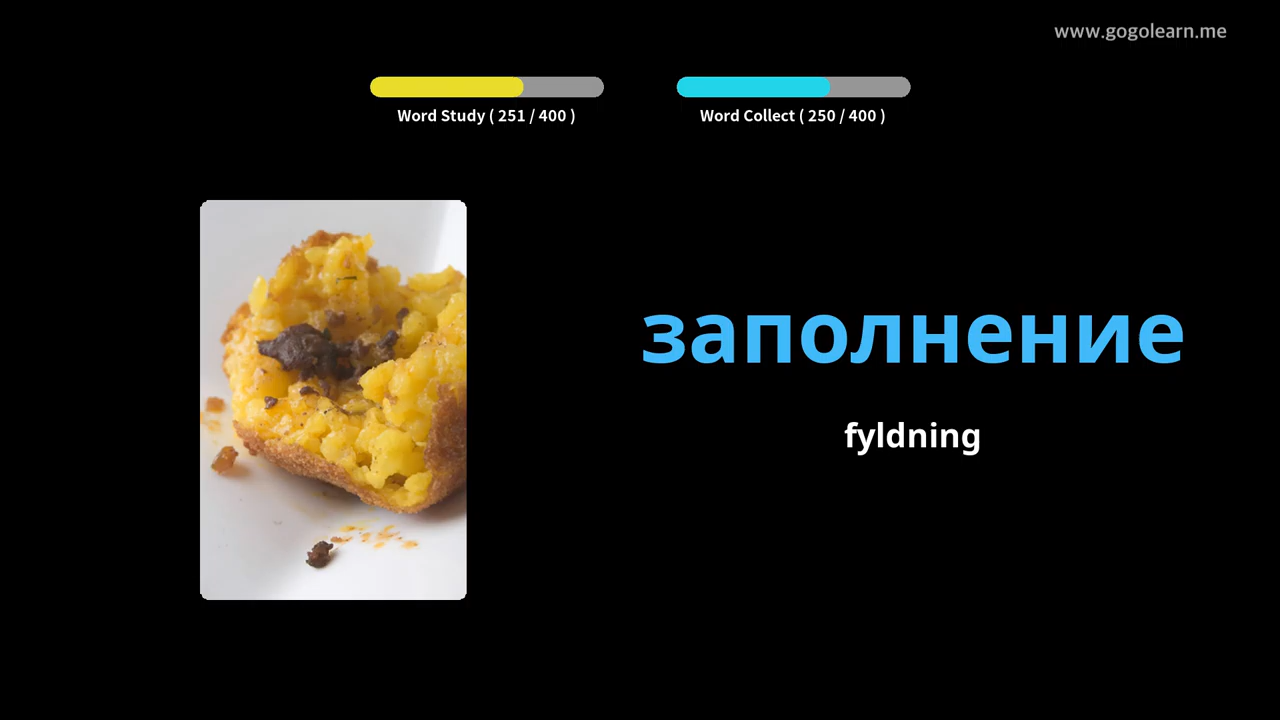 www.gogolearn.me
Word Study ( 251 / 400 )
Word Collect ( 250 / 400 )
заполнение
fyldning